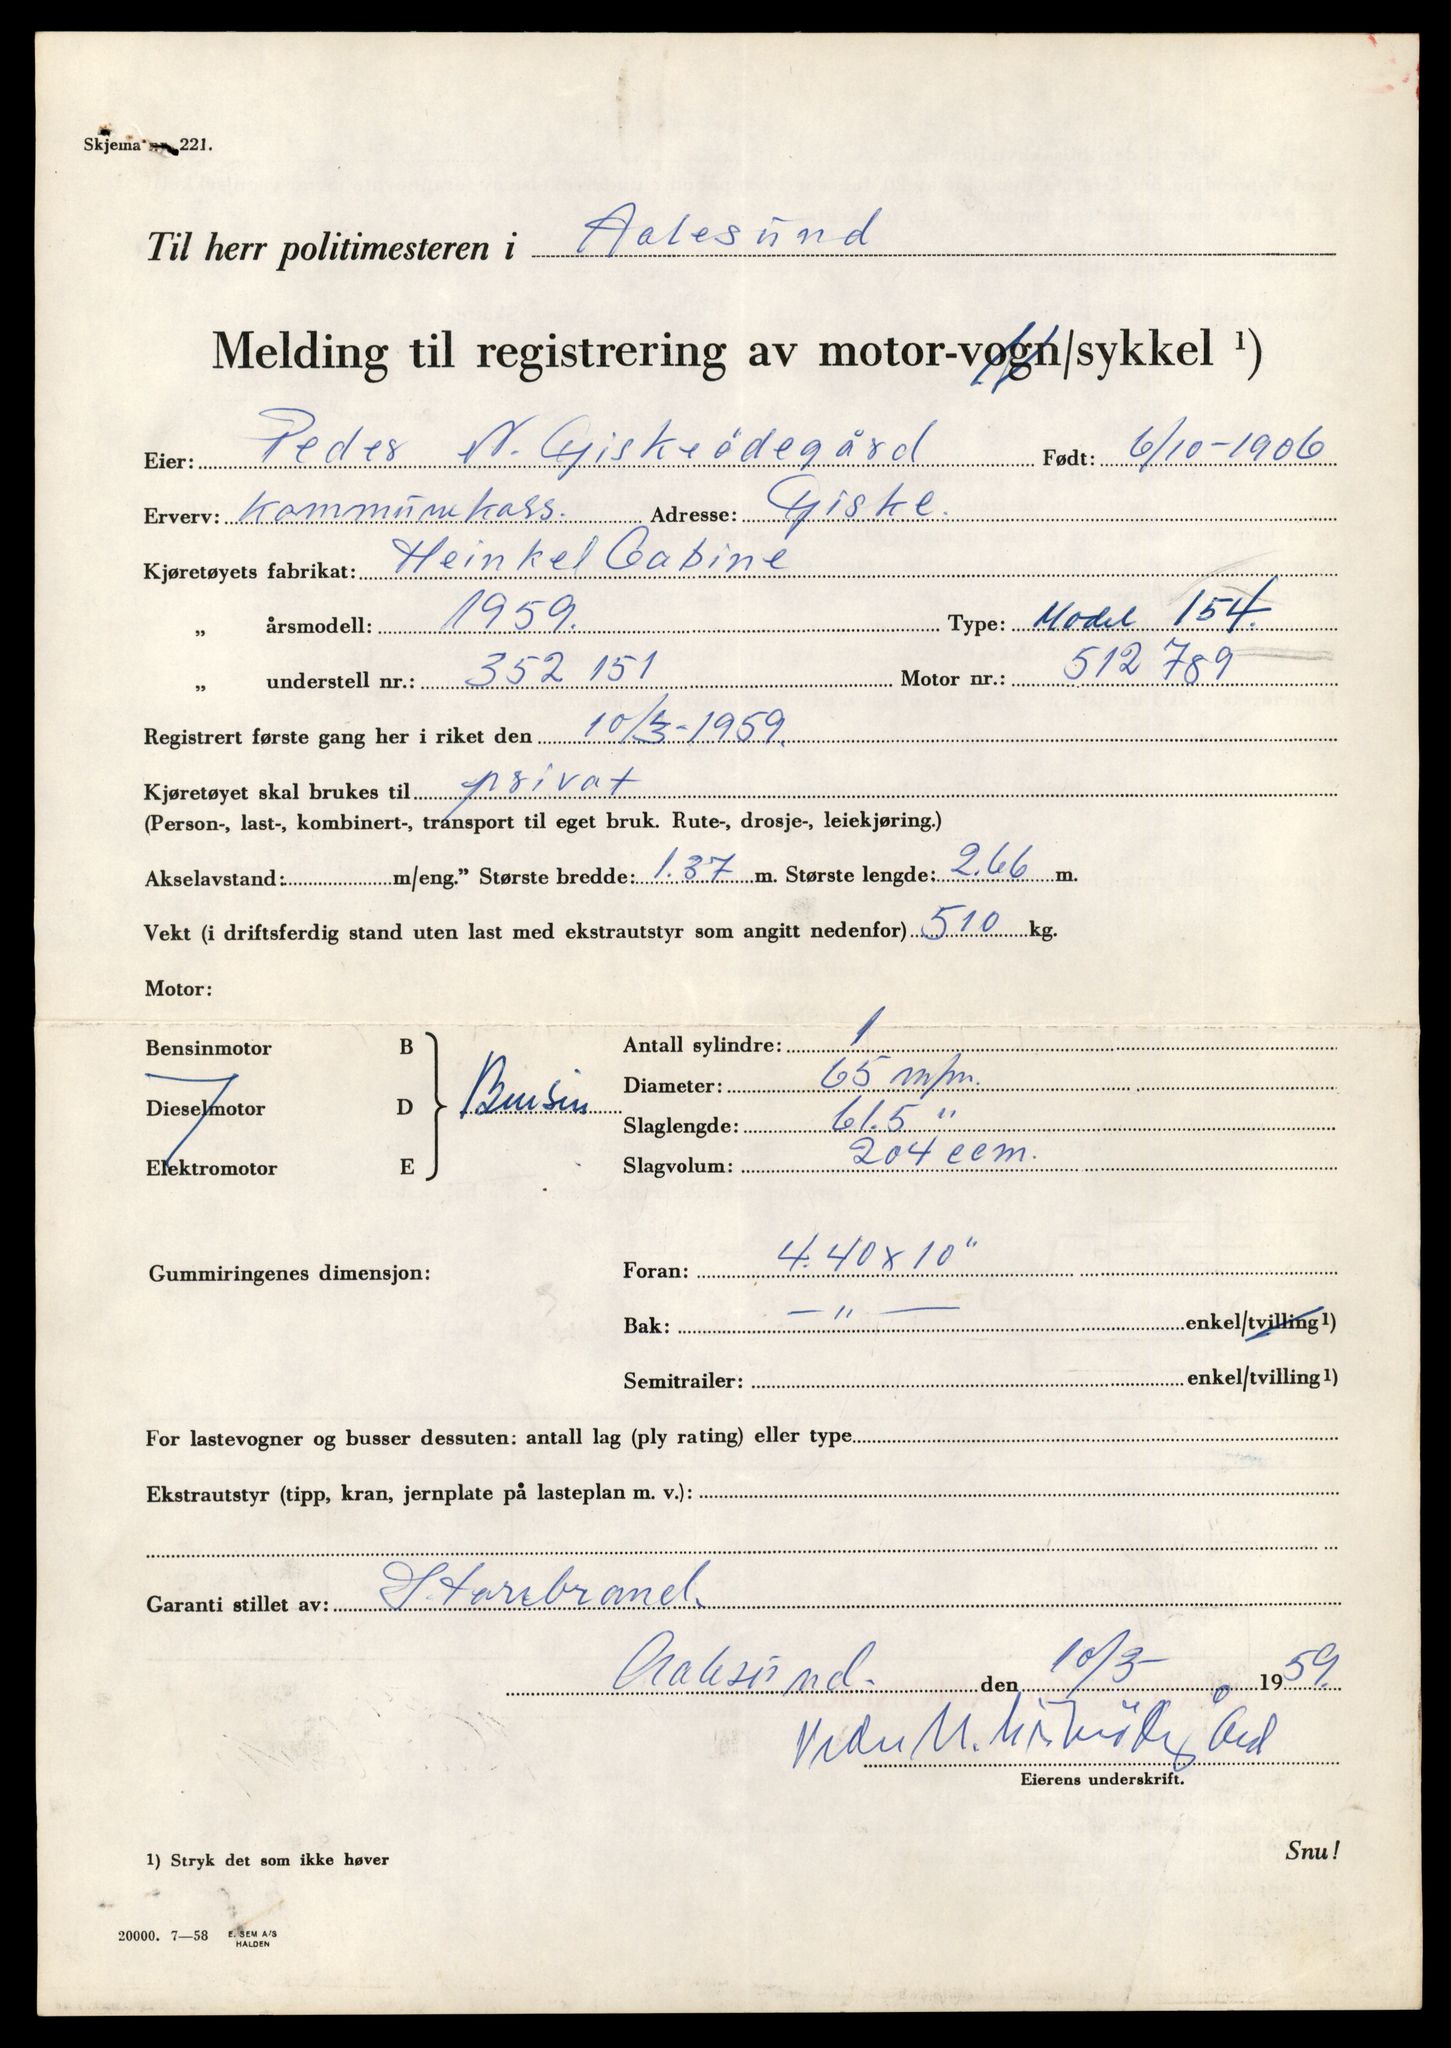 Skjema nr. 221.
Til herr politimesteren i Aalesund
Melding til registrering av motor-vogn/sykkel ¹)
Eier: Peder N. Giskeödegård Født: 6/10-1906
Erverv: Kommunekass. Adresse: Giske.
Kjøretøyets fabrikat: Heinkel Cabine
„ årsmodell: 1959. Type: Model 154.
„ understell nr.: 352 151 Motor nr.: 512 789
Registrert første gang her i riket den 10/3-1959.
Kjøretøyet skal brukes til privat
(Person-, last-, kombinert-, transport til eget bruk. Rute-, drosje-, leiekjøring.)
Akselavstand: m/eng.” Største bredde: 1.37 m. Største lengde: 2.66 m.
Vekt (i driftsferdig stand uten last med ekstrautstyr som angitt nedenfor) 510 kg.
Motor:
Bensinmotor B
Dieselmotor D
Elektromotor E
Bensin
Antall sylindre: 1
Diameter: 65 m/m.
Slaglengde: 61.5 "
Slagvolum: 204 ccm.
Gummiringenes dimensjon: Foran: 4.40 x 10"
Bak: — " — enkel/tvilling ¹)
Semitrailer: enkel/tvilling ¹)
For lastevogner og busser dessuten: antall lag (ply rating) eller type
Ekstrautstyr (tipp, kran, jernplate på lasteplan m. v.):
Garanti stillet av: Storebrand.
Aalesund. den 10/3- 1959.
Peder N. Giskeödegård
Eierens underskrift.
¹) Stryk det som ikke høver
Snu!
20000. 7—58 E. SEM A/S
HALDEN